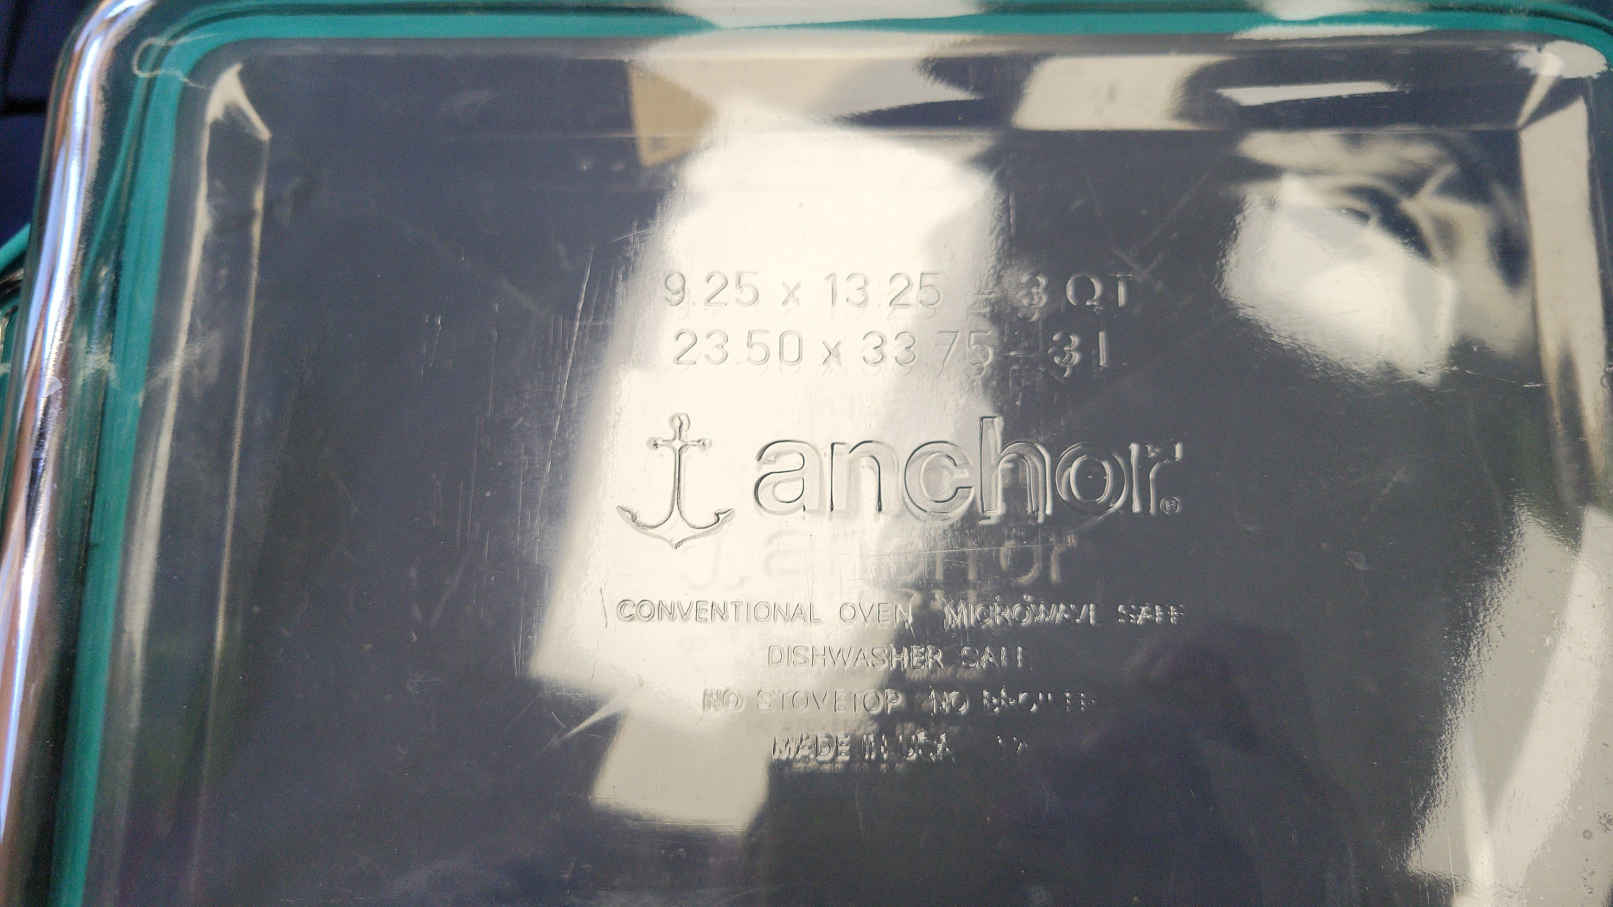 9.25 x 13.25 - 3 QT
23.50 x 33.75 - 3 L
anchor®
CONVENTIONAL OVEN MICROWAVE SAFE
DISHWASHER SAFE
NO STOVETOP NO BROILER
MADE IN USA